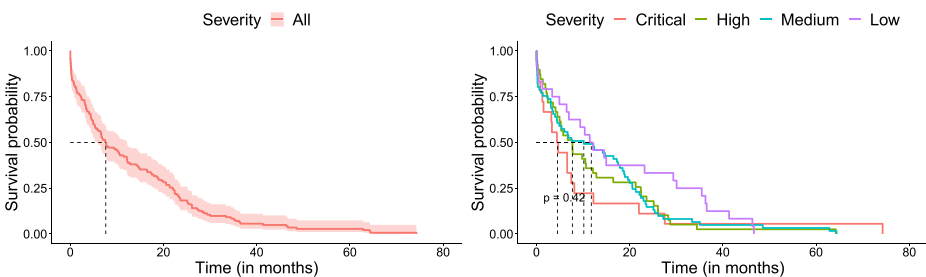 Severity All
Survival probability
1.00
0.75
0.50
0.25
0.00
0 20 40 60 80
Time (in months)
Severity Critical High Medium Low
Survival probability
1.00
0.75
0.50
0.25
0.00
p = 0.42
0 20 40 60 80
Time (in months)